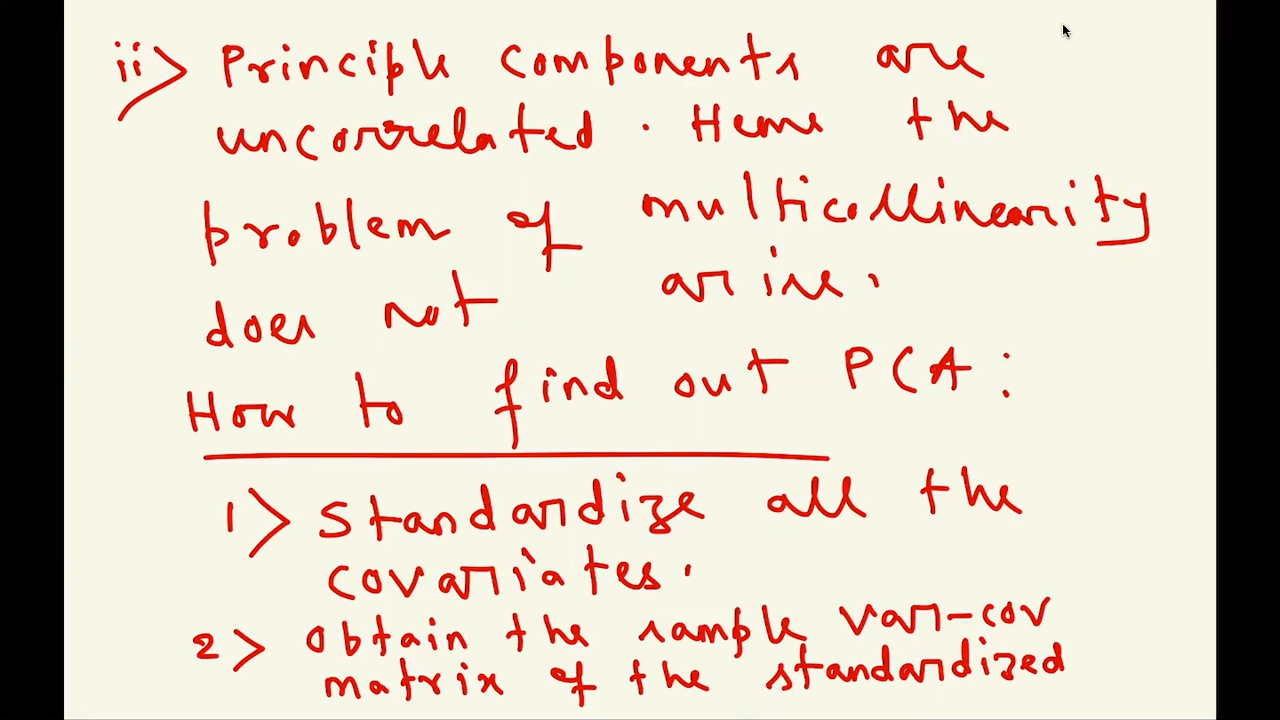 ii> Principle components are
uncorrelated. Hence the
problem of multicollinearity
does not arise.
How to find out PCA:
1> Standardize all the
covariates.
2> Obtain the sample var-cov
matrix of the standardized